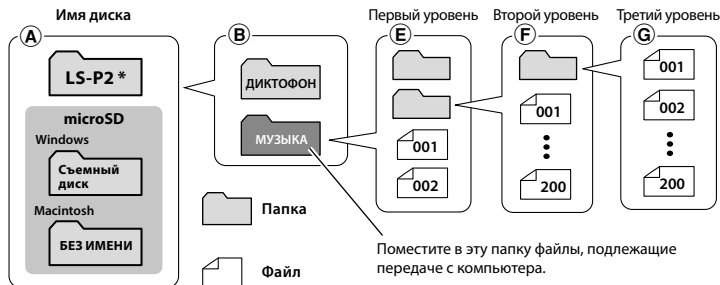 Имя диска
Первый уровень
Второй уровень
Третий уровень
A
B
E
F
G
LS-P2 *
microSD
Windows
Съемный
диск
Macintosh
БЕЗ ИМЕНИ
ДИКТОФОН
МУЗЫКА
Папка
Файл
001
002
001
200
001
002
200
Поместите в эту папку файлы, подлежащие
передаче с компьютера.